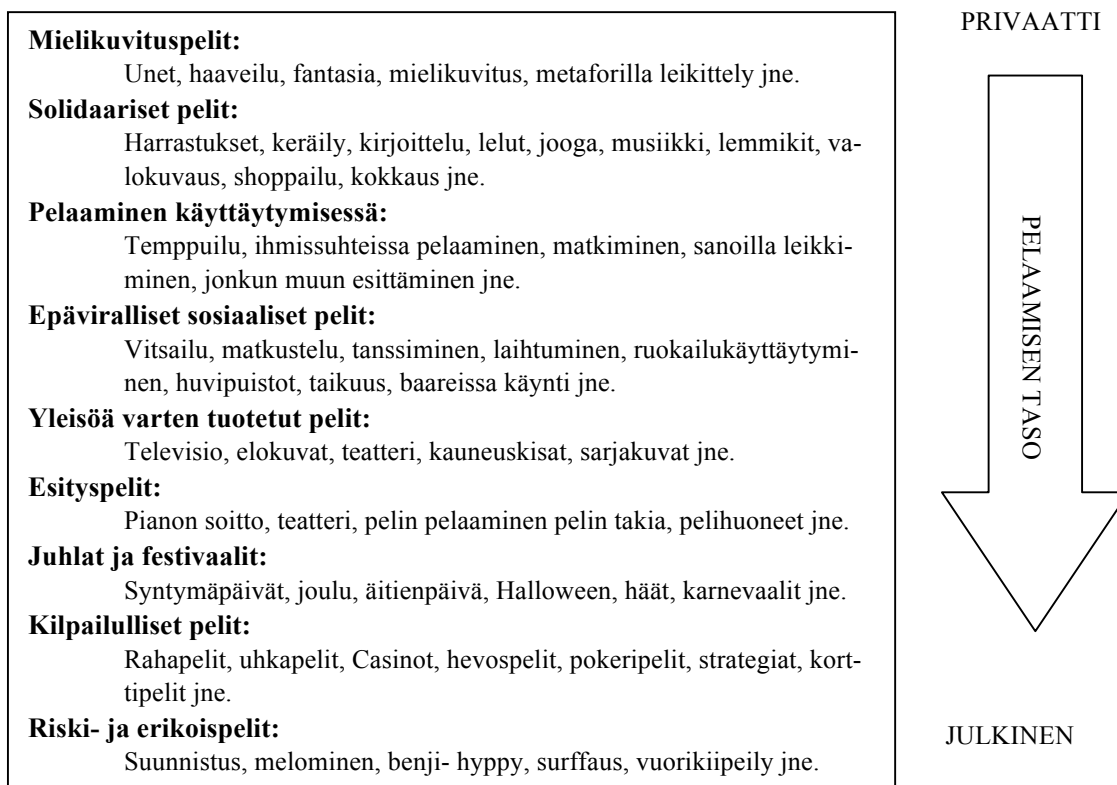 Mielikuvituspelit:
Unet, haaveilu, fantasia, mielikuvitus, metaforilla leikittely jne.
Solidaariset pelit:
Harrastukset, keräily, kirjoittelu, lelut, jooga, musiikki, lemmikit, va-
lokuvaus, shoppailu, kokkaus jne.
Pelaaminen käyttäytymisessä:
Temppuilu, ihmissuhteissa pelaaminen, matkiminen, sanoilla leikki-
minen, jonkun muun esittäminen jne.
Epäviralliset sosiaaliset pelit:
Vitsailu, matkustelu, tanssiminen, laihtuminen, ruokailukäyttäytymi-
nen, huvipuistot, taikuus, baareissa käynti jne.
Yleisöä varten tuotetut pelit:
Televisio, elokuvat, teatteri, kauneuskisat, sarjakuvat jne.
Esityspelit:
Pianon soitto, teatteri, pelin pelaaminen pelin takia, pelihuoneet jne.
Juhlat ja festivaalit:
Syntymäpäivät, joulu, äitienpäivä, Halloween, häät, karnevaalit jne.
Kilpailulliset pelit:
Rahapelit, uhkapelit, Casinot, hevospelit, pokeripelit, strategiat, kort-
tipelit jne.
Riski- ja erikoispelit:
Suunnistus, melominen, benji- hyppy, surffaus, vuorikiipeily jne.
PRIVAATTI
PELAAMISEN TASO
JULKINEN